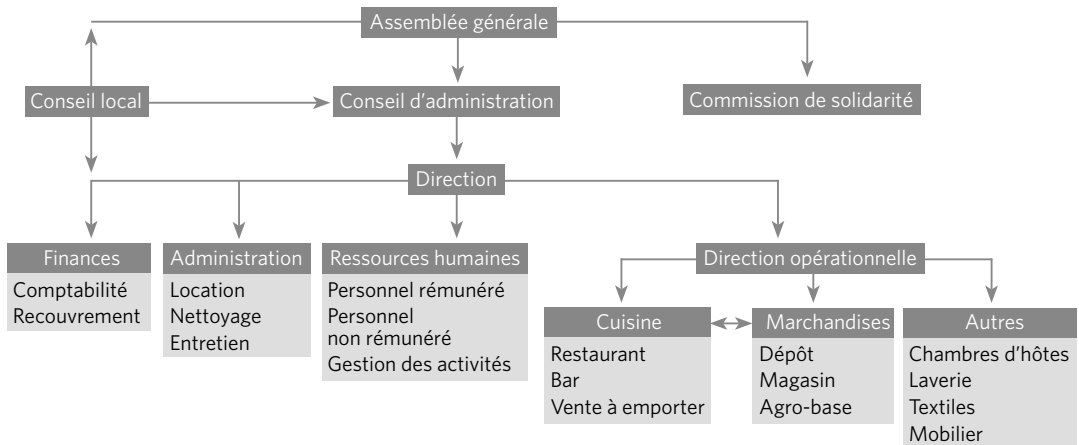 Assemblée générale
Conseil local
Conseil d'administration
Commission de solidarité
Direction
Finances
Comptabilité
Recouvrement
Administration
Location
Nettoyage
Entretien
Ressources humaines
Personnel rémunéré
Personnel
non rémunéré
Gestion des activités
Direction opérationnelle
Cuisine
Restaurant
Bar
Vente à emporter
Marchandises
Dépôt
Magasin
Agro-base
Autres
Chambres d'hôtes
Laverie
Textiles
Mobilier